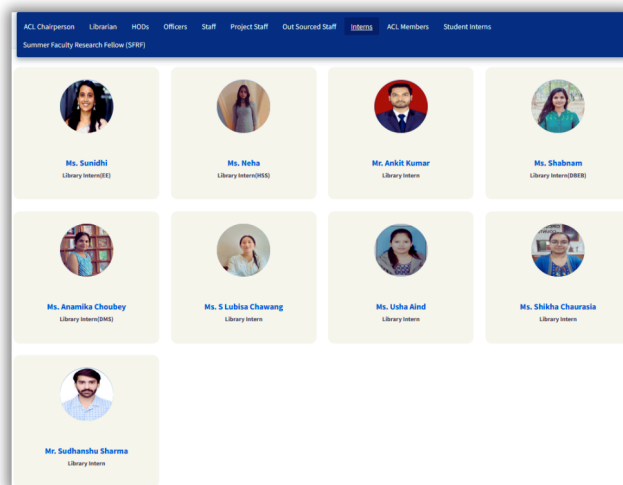 ACL Chairperson Librarian HODs Officers Staff Project Staff Out Sourced Staff Interns ACL Members Student Interns
Summer Faculty Research Fellow (SFRF)
Ms. Sunidhi
Library Intern(EE)
Ms. Neha
Library Intern(HSS)
Mr. Ankit Kumar
Library Intern
Ms. Shabnam
Library Intern(DBEB)
Ms. Anamika Choubey
Library Intern(DMS)
Ms. S Lubisa Chawang
Library Intern
Ms. Usha Aind
Library Intern
Ms. Shikha Chaurasia
Library Intern
Mr. Sudhanshu Sharma
Library Intern